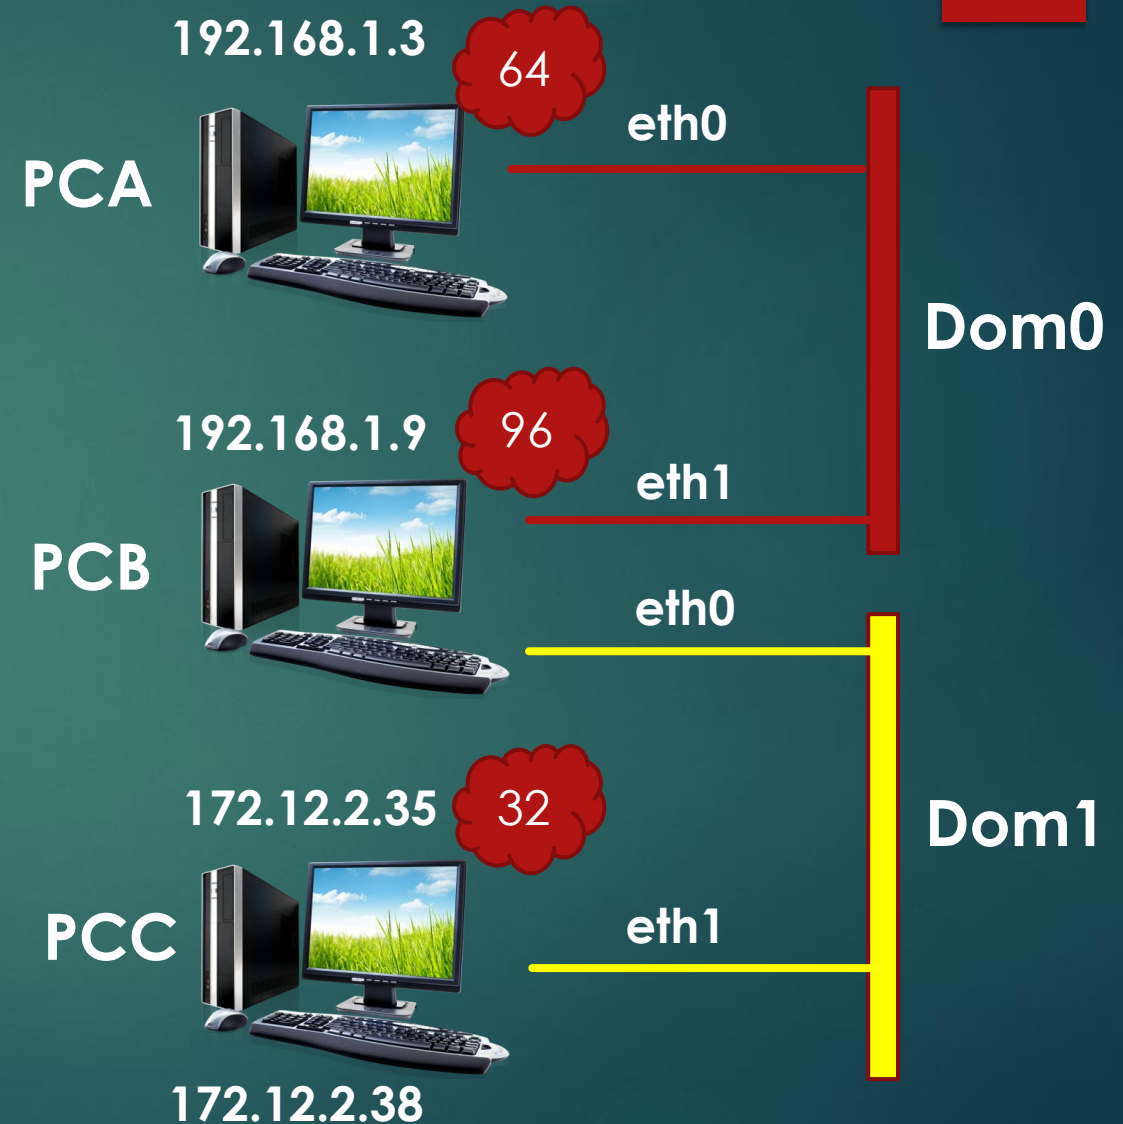 192.168.1.3
64
eth0
PCA
Dom0
192.168.1.9
96
eth1
PCB
eth0
172.12.2.35
32
Dom1
PCC
eth1
172.12.2.38